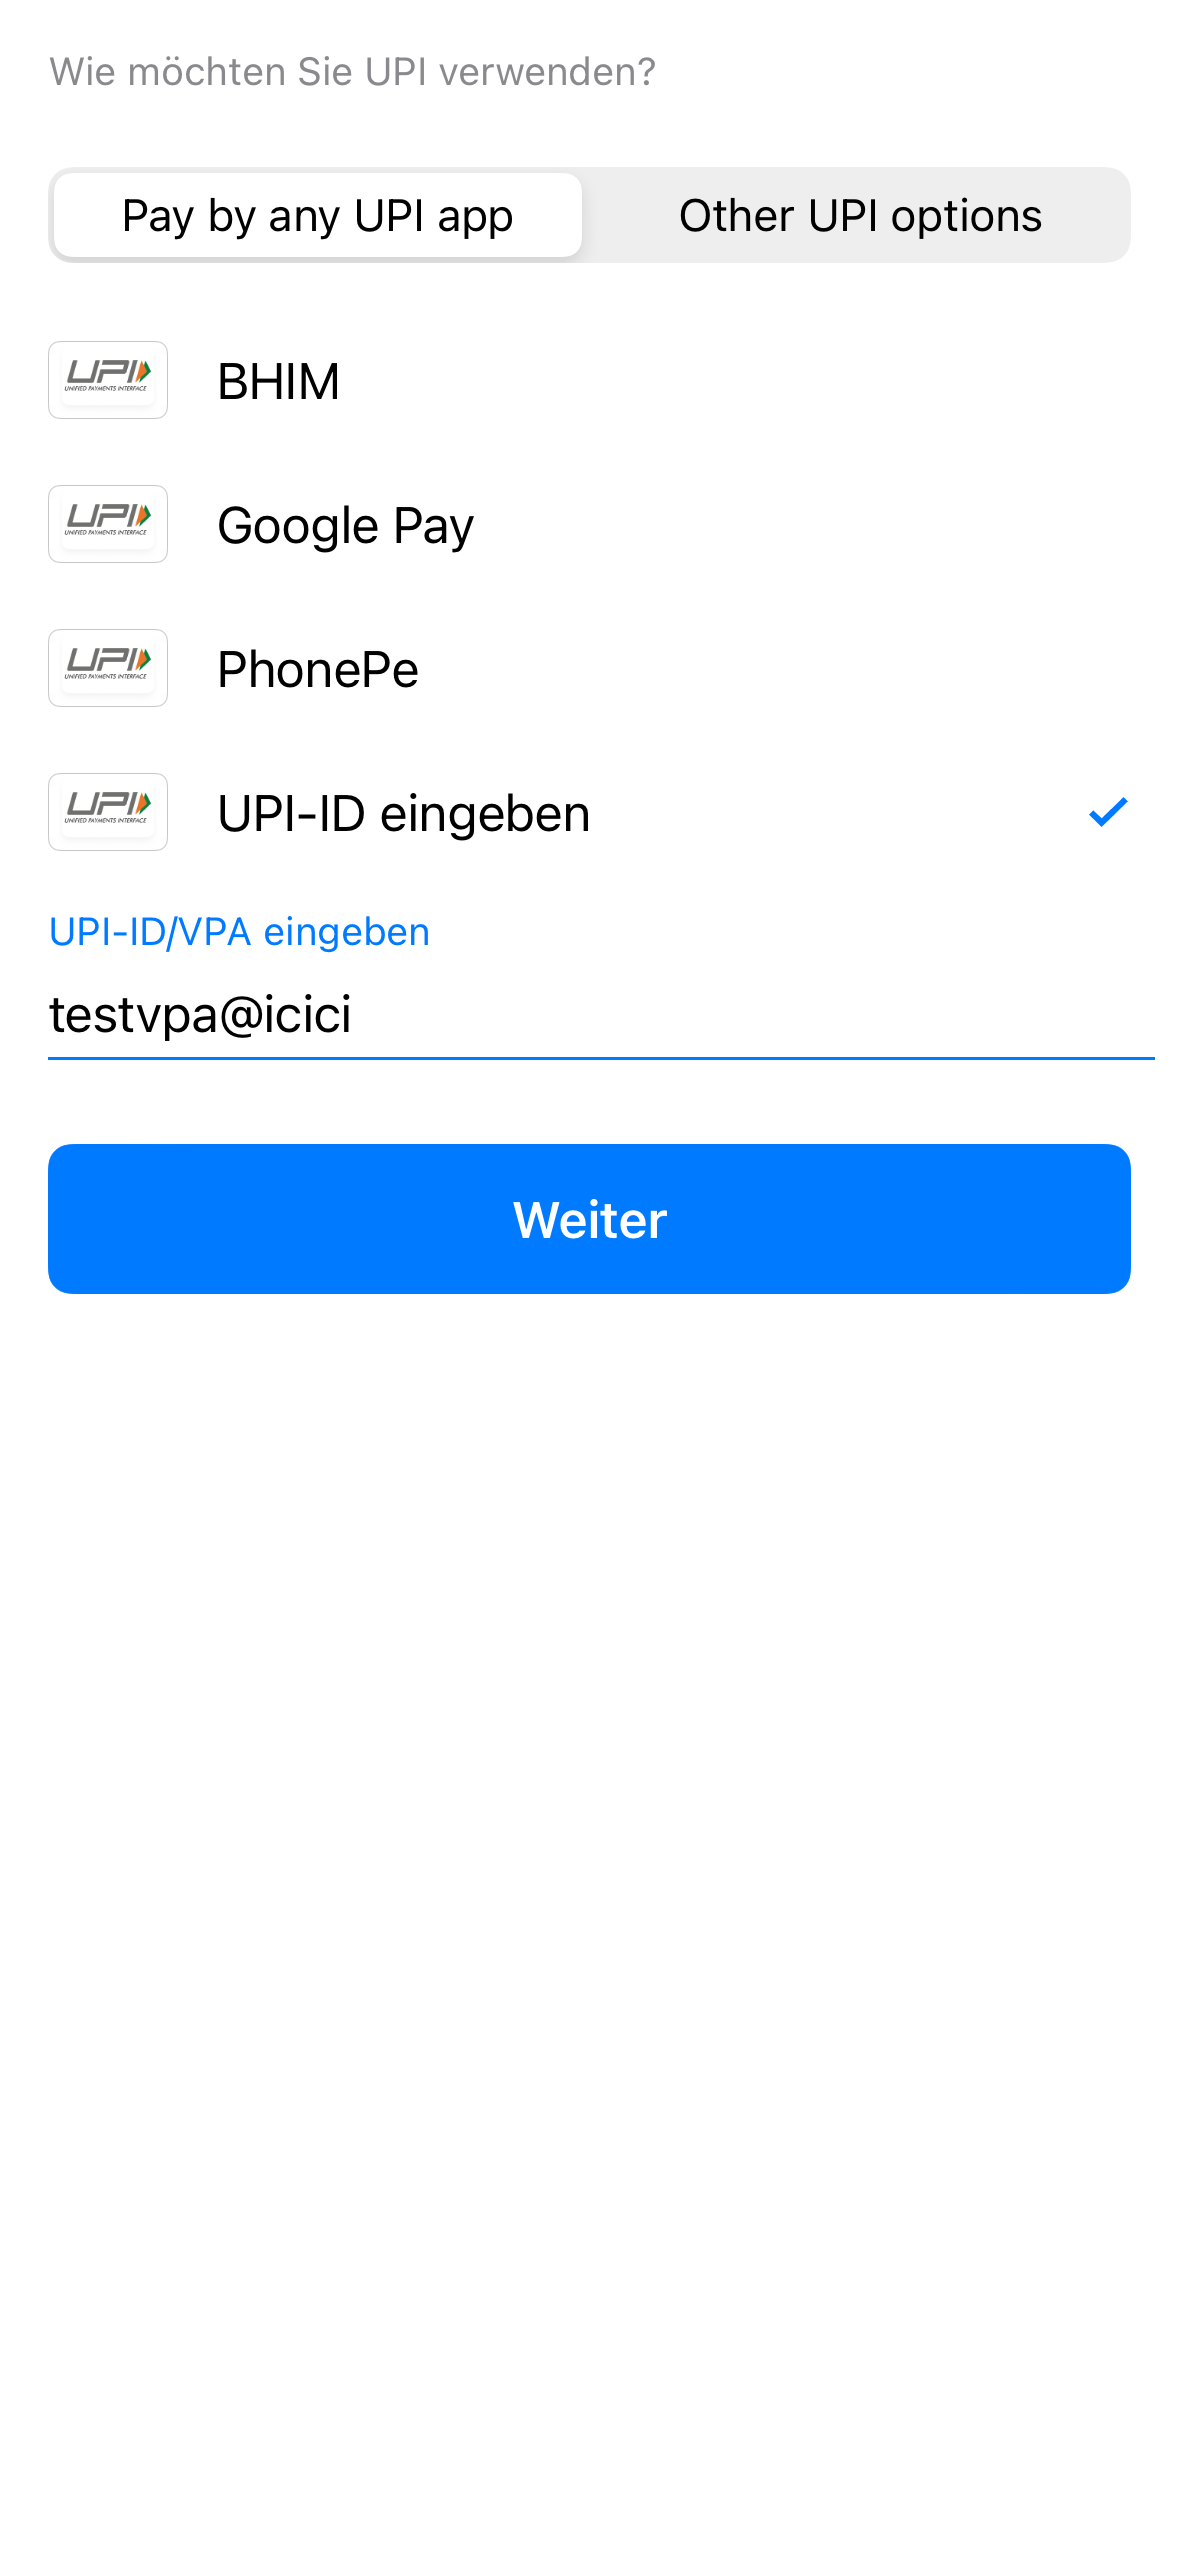 Wie möchten Sie UPI verwenden?
Pay by any UPI app
Other UPI options
UPI
UNIFIED PAYMENTS INTERFACE
BHIM
UPI
UNIFIED PAYMENTS INTERFACE
Google Pay
UPI
UNIFIED PAYMENTS INTERFACE
PhonePe
UPI
UNIFIED PAYMENTS INTERFACE
UPI-ID eingeben
UPI-ID/VPA eingeben
testvpa@icici
Weiter